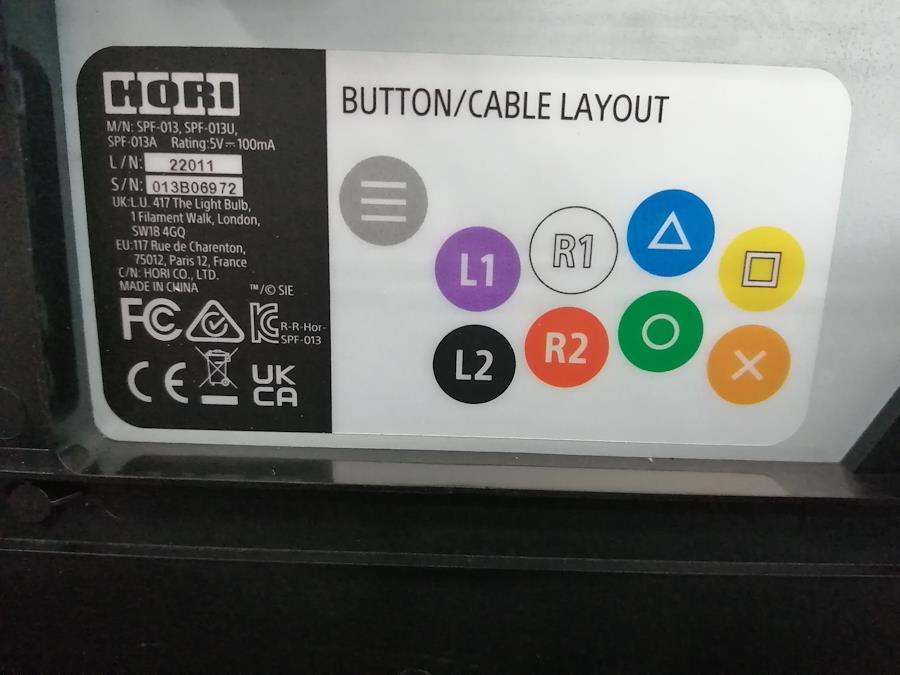 HORI
M/N: SPF-013, SPF-013U,
SPF-013A Rating:5V⎓100mA
L/N: 22011
S/N: 013B06972
UK:L.U. 417 The Light Bulb,
1 Filament Walk, London,
SW18 4GQ
EU:117 Rue de Charenton,
75012, Paris 12, France
C/N: HORI CO., LTD.
MADE IN CHINA ™/© SIE
FC R-R-Hor-
SPF-013
CE UK
CA
BUTTON/CABLE LAYOUT
L1 R1
L2 R2